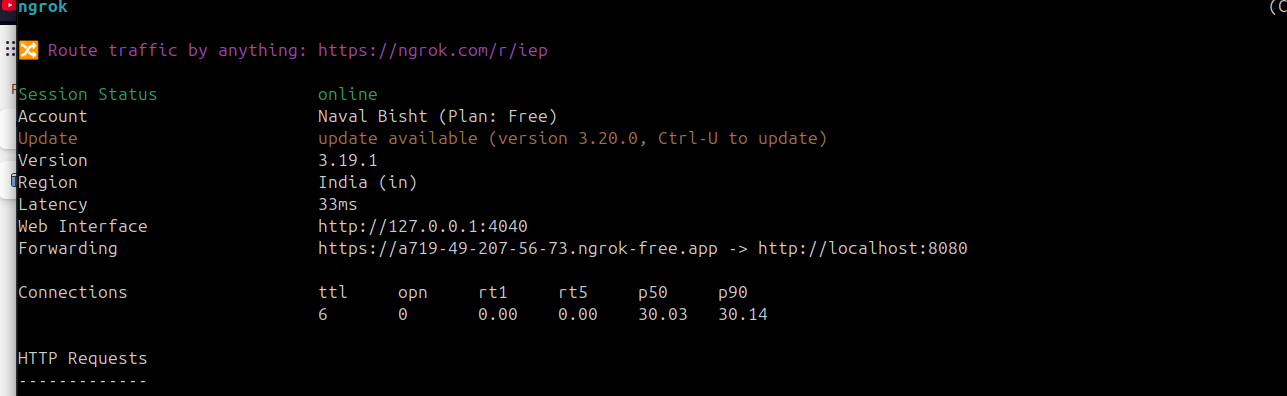 ngrok (C
🔀 Route traffic by anything: https://ngrok.com/r/iep
Session Status online
Account Naval Bisht (Plan: Free)
Update update available (version 3.20.0, Ctrl-U to update)
Version 3.19.1
Region India (in)
Latency 33ms
Web Interface http://127.0.0.1:4040
Forwarding https://a719-49-207-56-73.ngrok-free.app -> http://localhost:8080
Connections ttl opn rt1 rt5 p50 p90
6 0 0.00 0.00 30.03 30.14
HTTP Requests
-------------